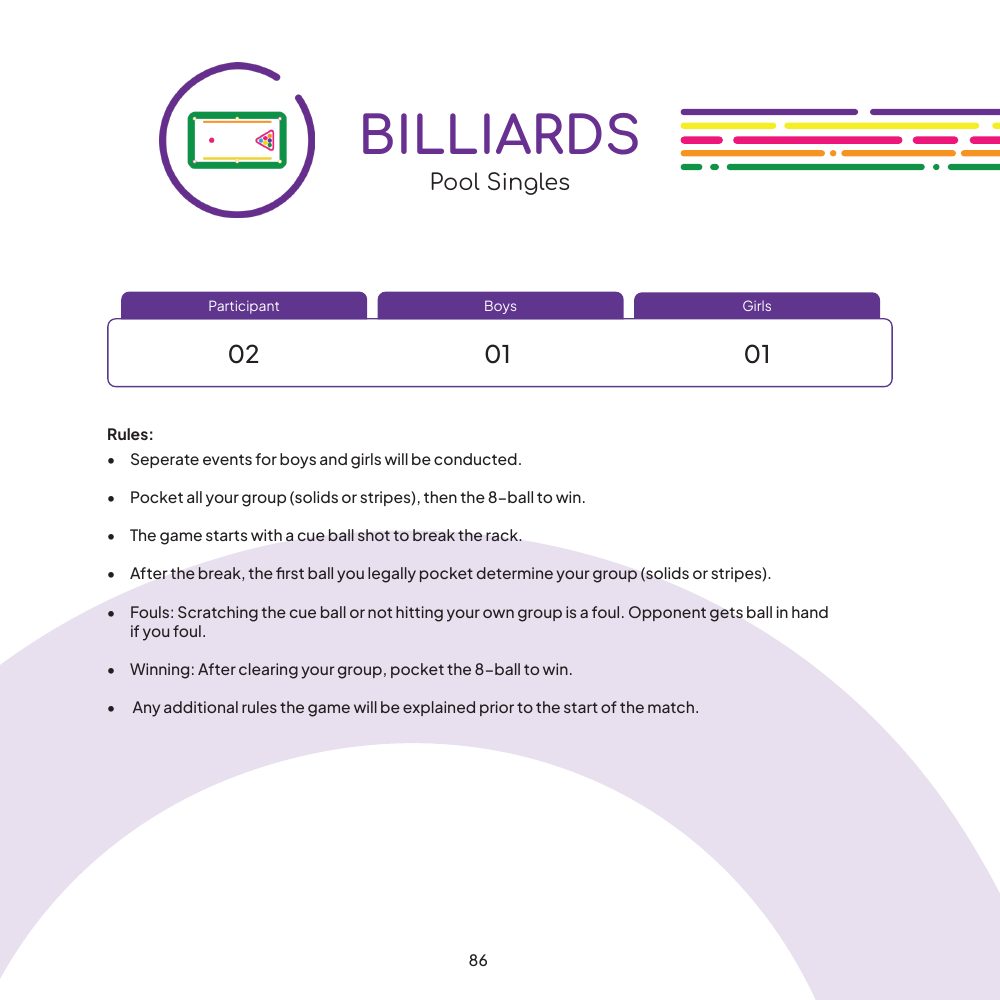 BILLIARDS
Pool Singles
Participant Boys Girls
02 01 01
Rules:
• Seperate events for boys and girls will be conducted.
• Pocket all your group (solids or stripes), then the 8-ball to win.
• The game starts with a cue ball shot to break the rack.
• After the break, the first ball you legally pocket determine your group (solids or stripes).
• Fouls: Scratching the cue ball or not hitting your own group is a foul. Opponent gets ball in hand
if you foul.
• Winning: After clearing your group, pocket the 8-ball to win.
• Any additional rules the game will be explained prior to the start of the match.
86